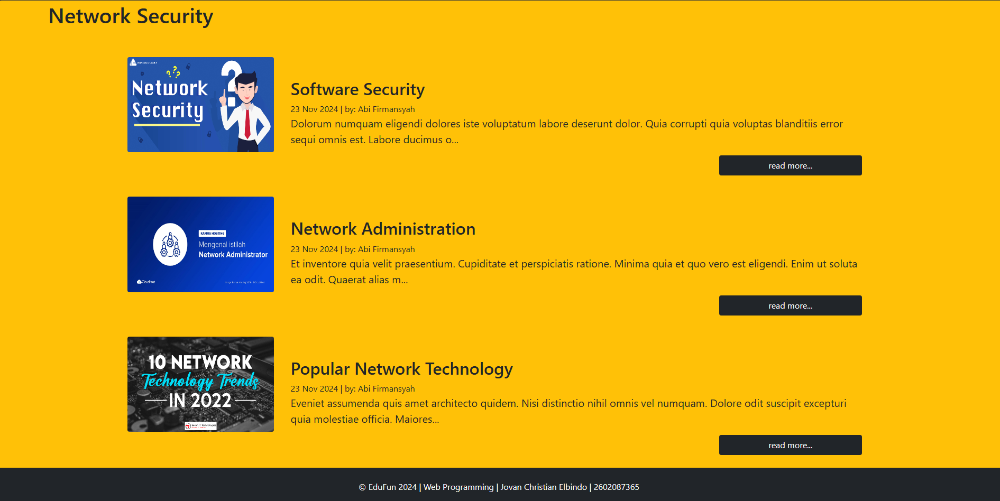 Network Security
Network
Security
Software Security
23 Nov 2024 | by: Abi Firmansyah
Dolorum numquam eligendi dolores iste voluptatum labore deserunt dolor. Quia corrupti quia voluptas blanditiis error
sequi omnis est. Labore ducimus o...
read more...
KAMUS HOSTING
Mengenal istilah
Network Administrator
CloudHost
Network Administration
23 Nov 2024 | by: Abi Firmansyah
Et inventore quia velit praesentium. Cupiditate et perspiciatis ratione. Minima quia et quo vero est eligendi. Enim ut soluta
ea odit. Quaerat alias m...
read more...
10 NETWORK
Technology Trends
IN 2022
Seven IT Technologies
Popular Network Technology
23 Nov 2024 | by: Abi Firmansyah
Eveniet assumenda quis amet architecto quidem. Nisi distinctio nihil omnis vel numquam. Dolore odit suscipit excepturi
quia molestiae officia. Maiores...
read more...
© EduFun 2024 | Web Programming | Jovan Christian Elbindo | 2602087365